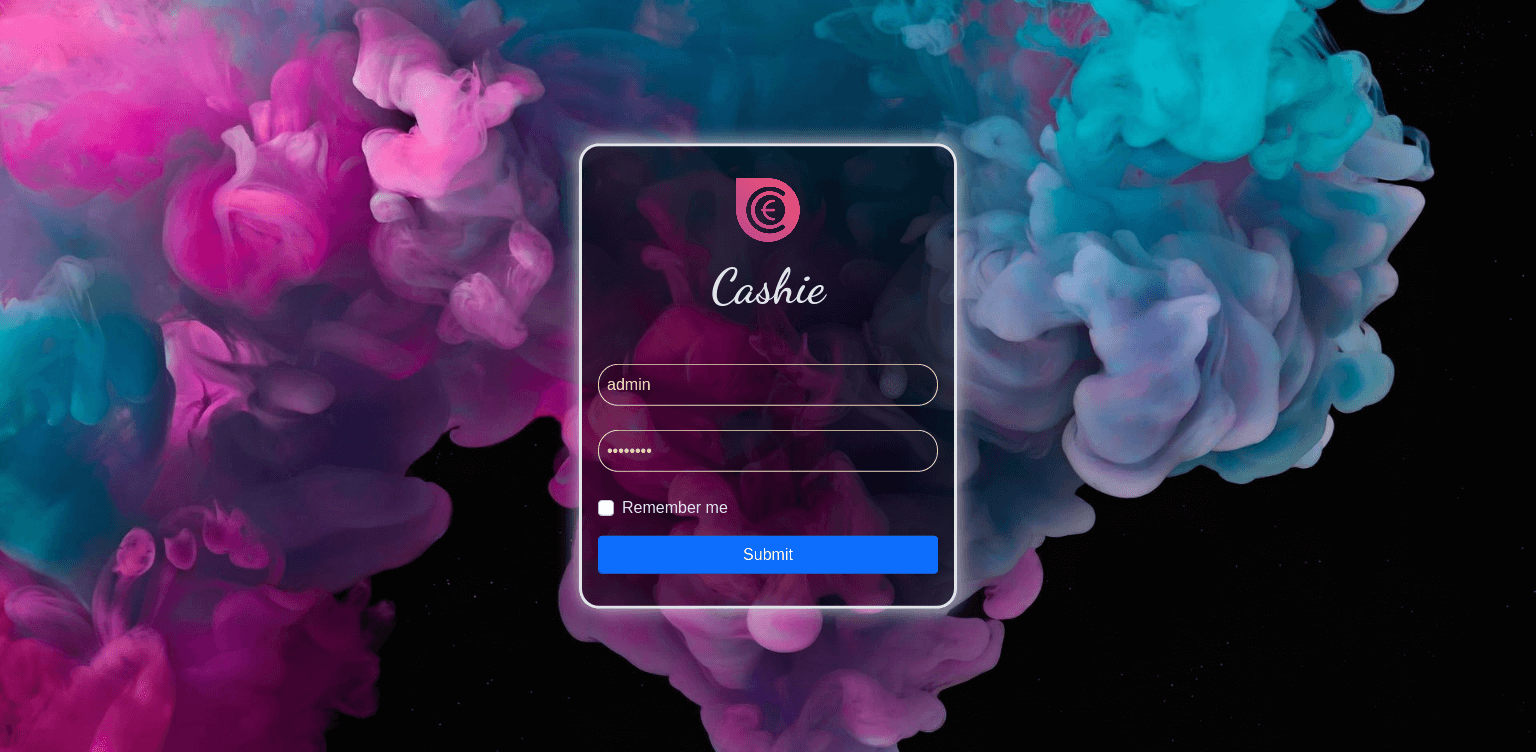 Cashie
admin
••••••••
Remember me
Submit